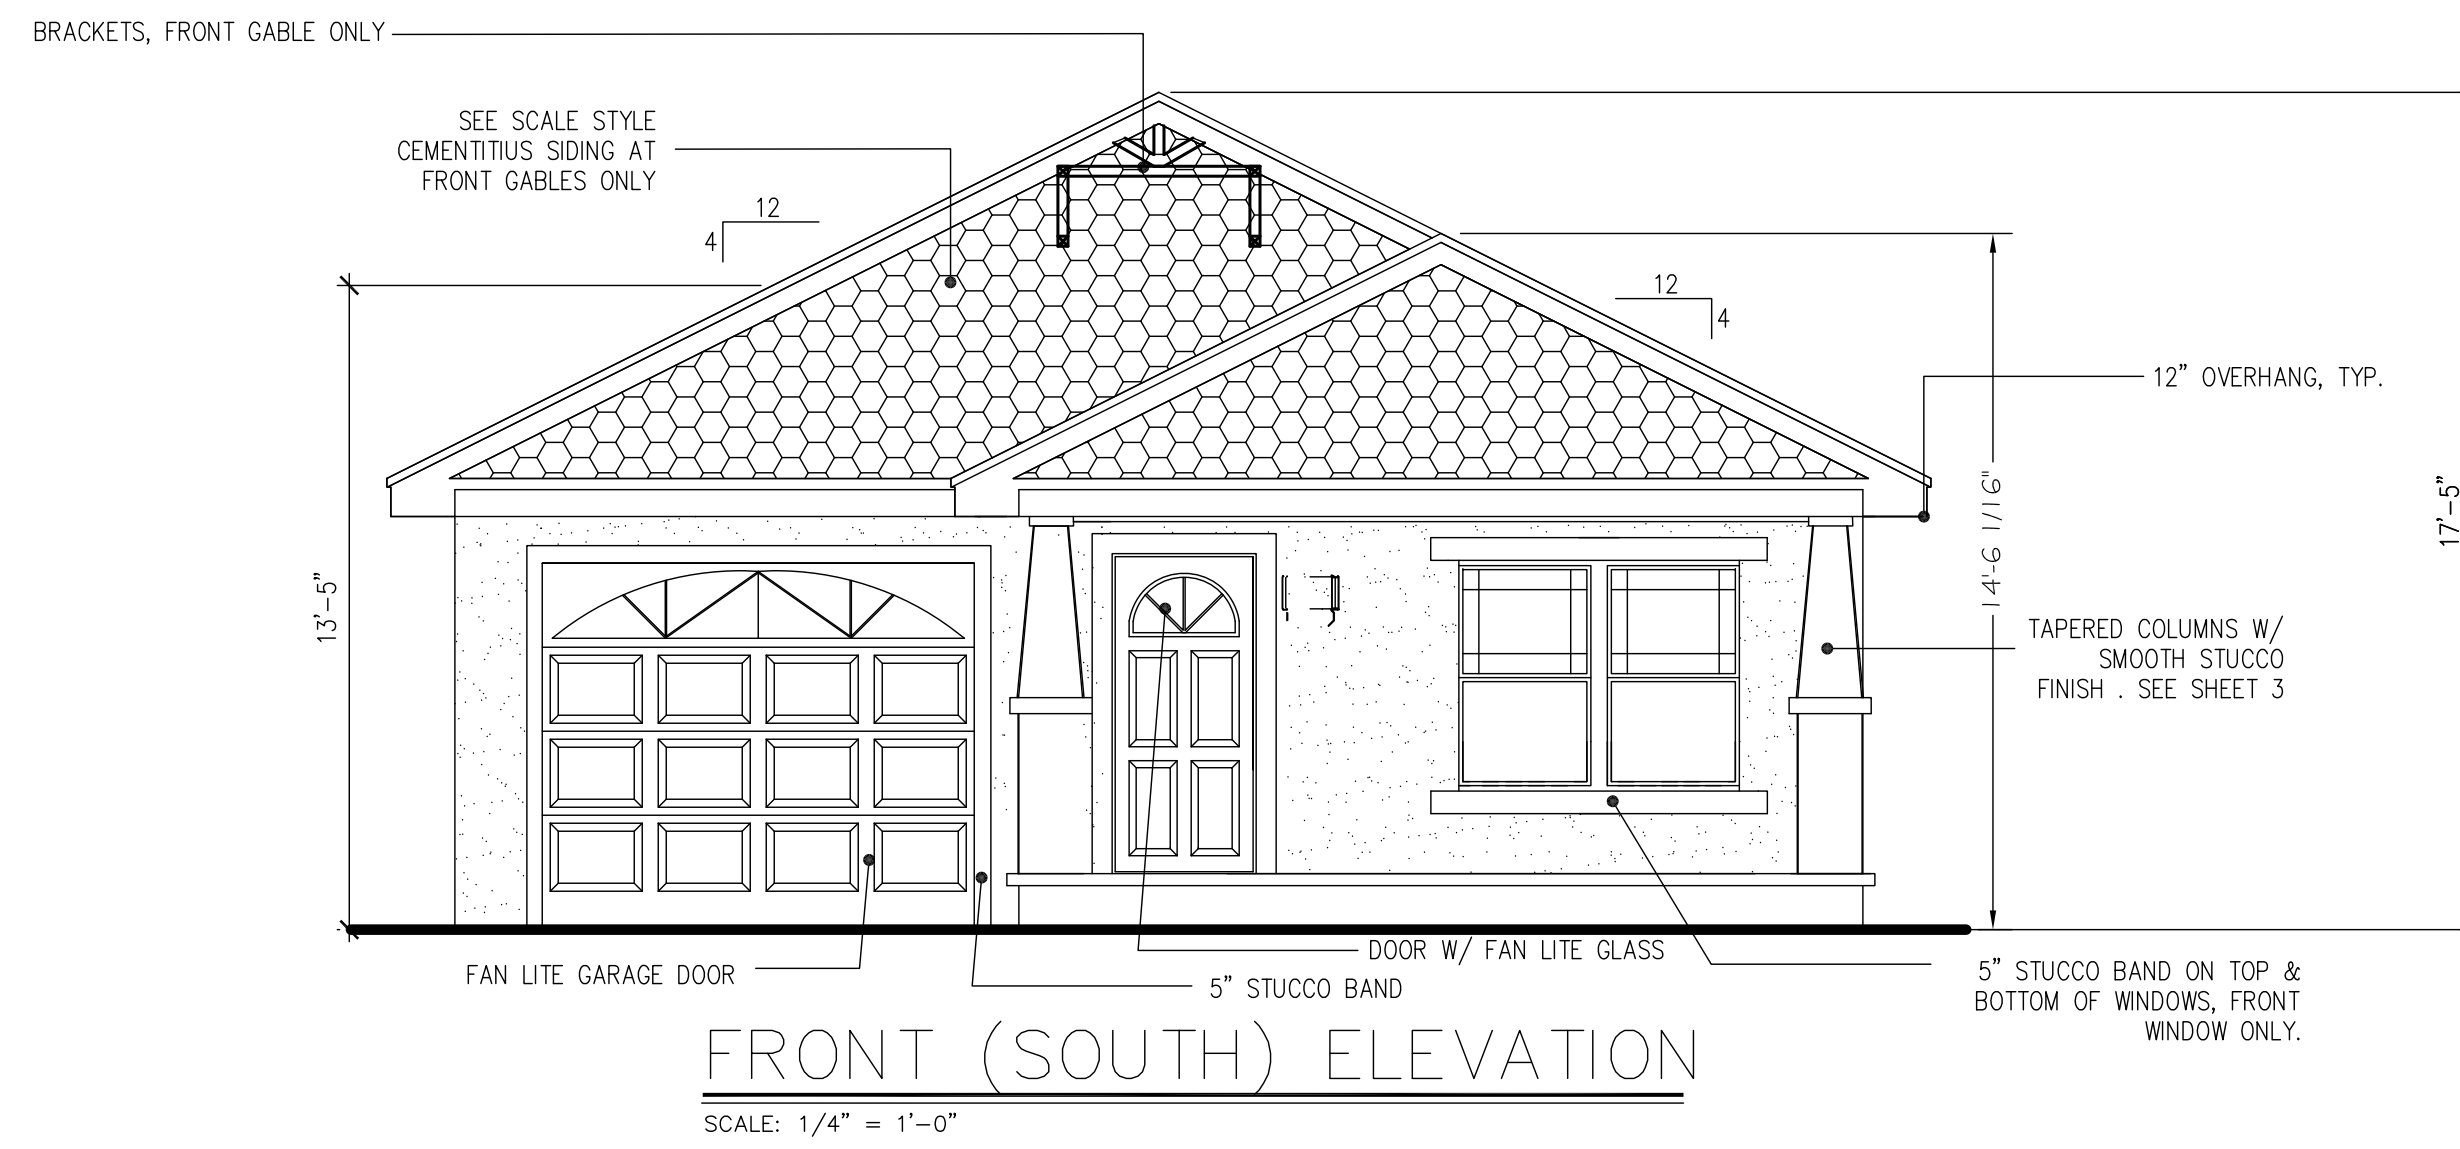 BRACKETS, FRONT GABLE ONLY
SEE SCALE STYLE
CEMENTITIUS SIDING AT
FRONT GABLES ONLY
12
4
12
4
12" OVERHANG, TYP.
13'-5"
14'-6 1/16"
17'-5"
TAPERED COLUMNS W/
SMOOTH STUCCO
FINISH . SEE SHEET 3
DOOR W/ FAN LITE GLASS
FAN LITE GARAGE DOOR
5" STUCCO BAND
5" STUCCO BAND ON TOP &
BOTTOM OF WINDOWS, FRONT
WINDOW ONLY.
FRONT (SOUTH) ELEVATION
SCALE: 1/4" = 1'-0"